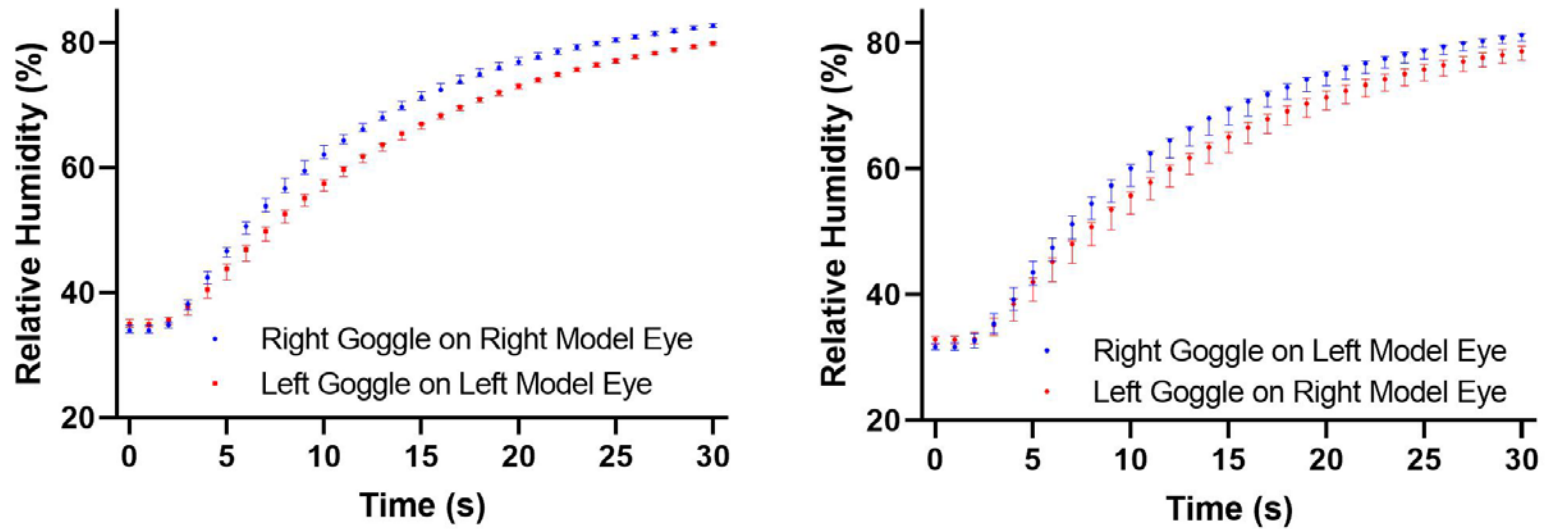 Relative Humidity (%)
80
60
40
20
Right Goggle on Right Model Eye
Left Goggle on Left Model Eye
0 5 10 15 20 25 30
Time (s)
Relative Humidity (%)
80
60
40
20
Right Goggle on Left Model Eye
Left Goggle on Right Model Eye
0 5 10 15 20 25 30
Time (s)